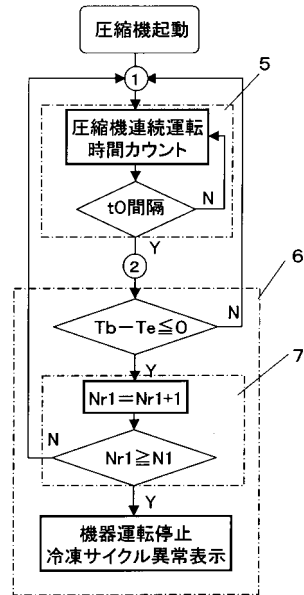 圧縮機起動
1
5
圧縮機連続運転
時間カウント
t0間隔
N
Y
2
6
Tb－Te≦0
N
Y
7
Nr1＝Nr1+1
N
Nr1≧N1
Y
機器運転停止
冷凍サイクル異常表示